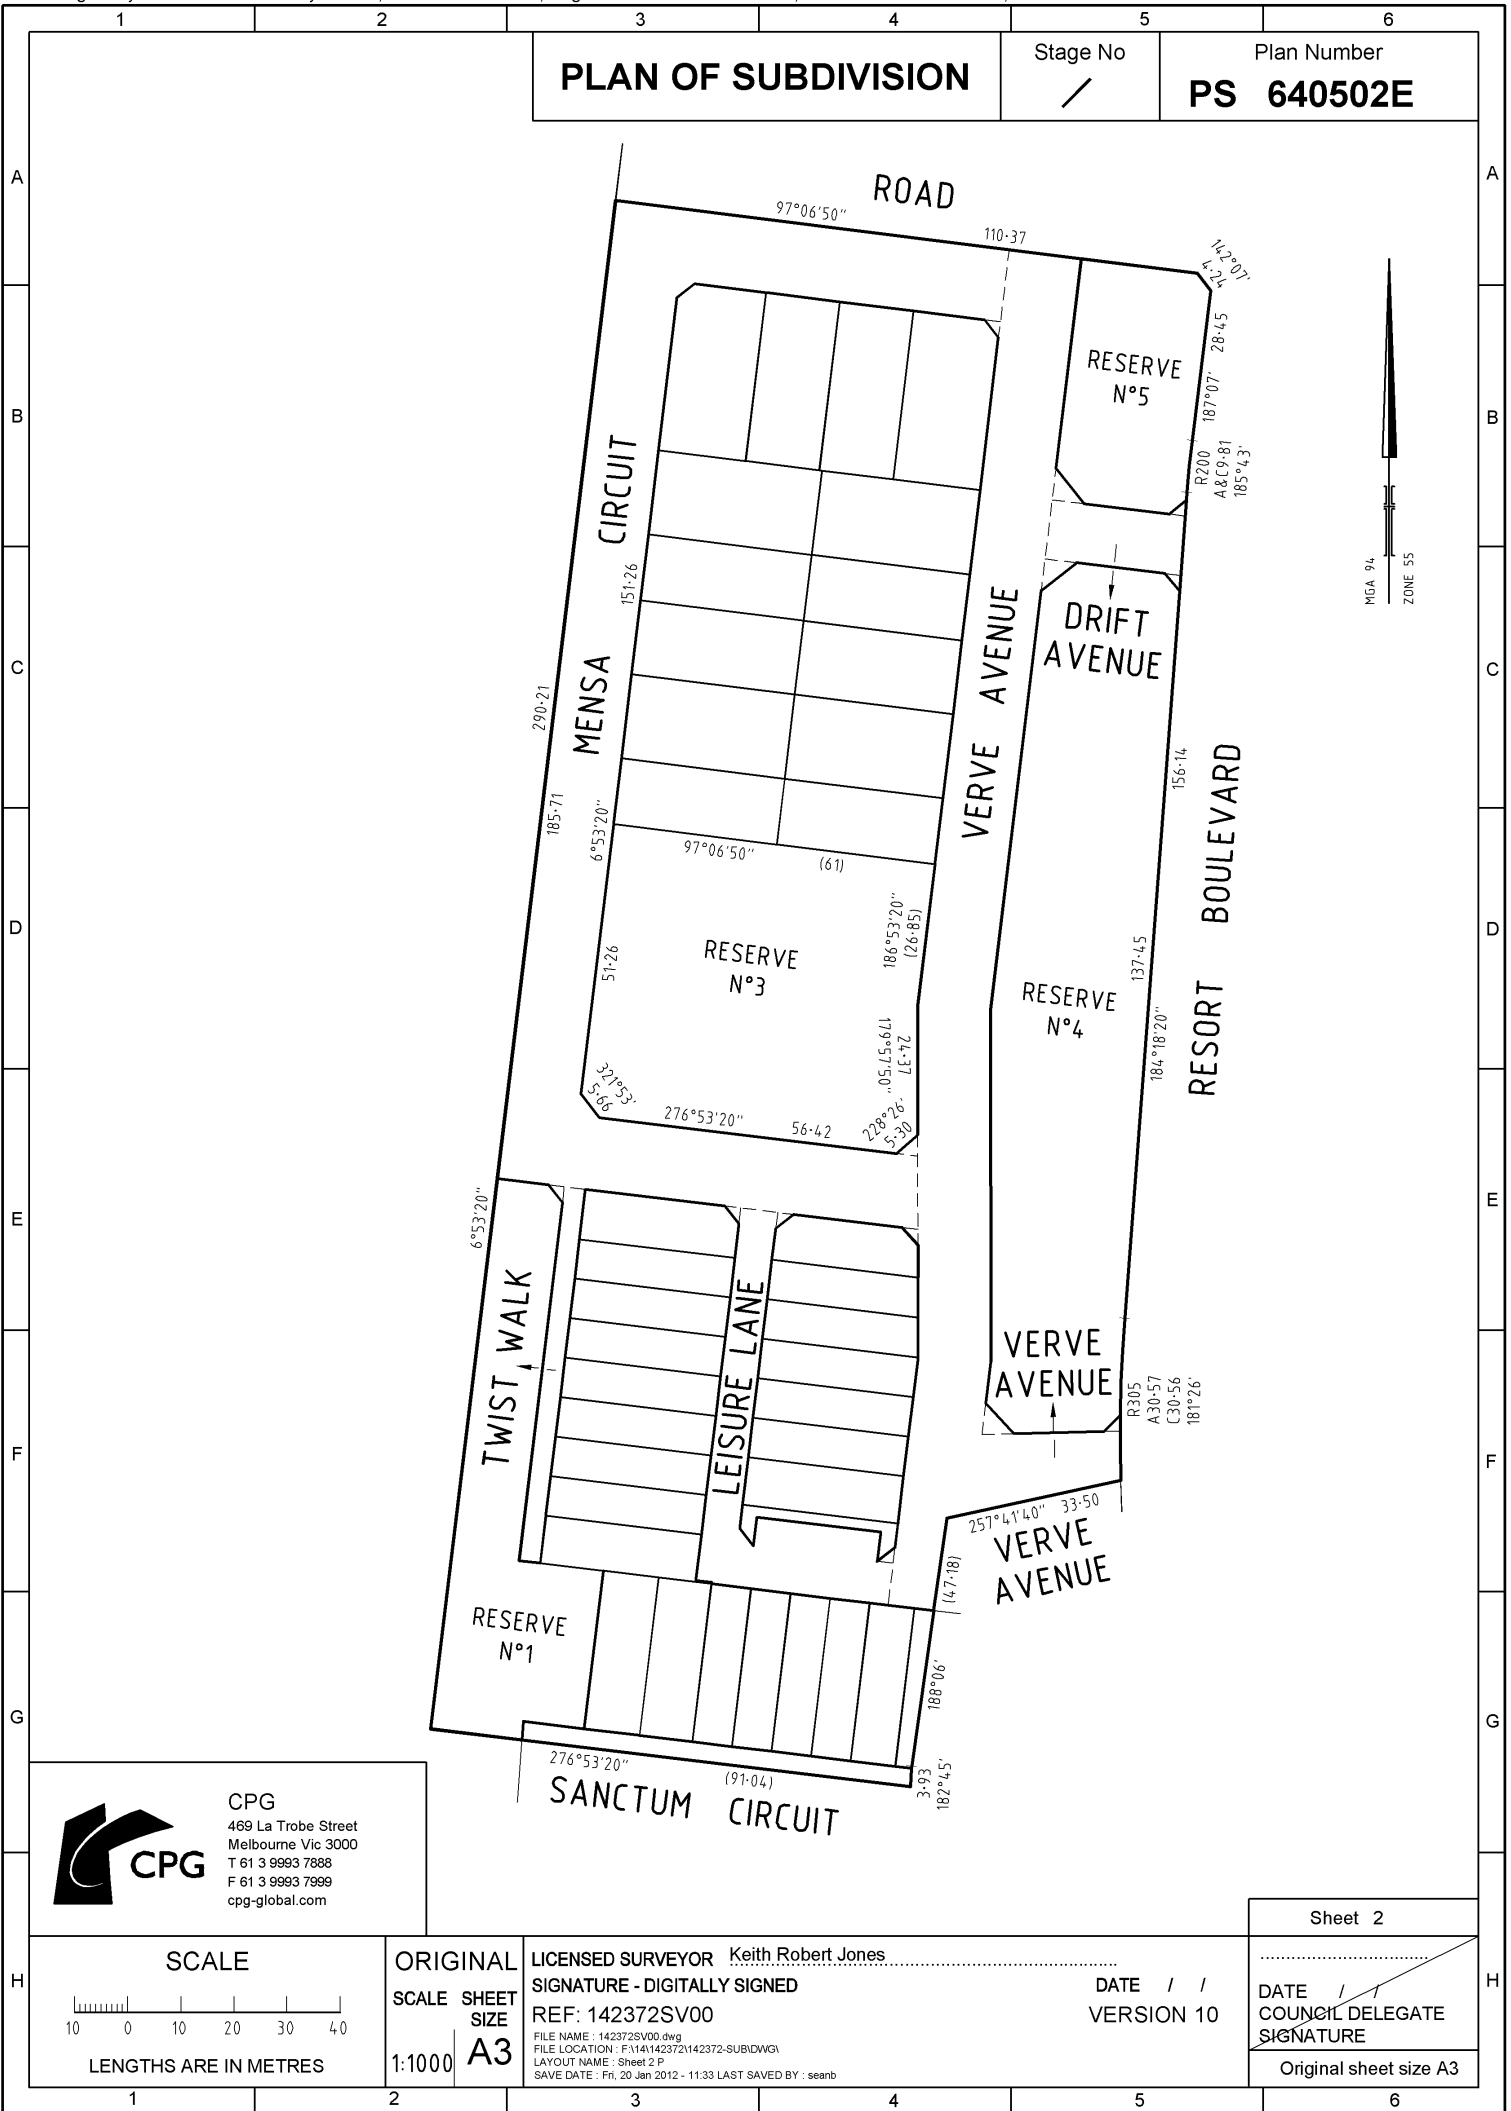 1 2 3 4 5 6
PLAN OF SUBDIVISION
Stage No
/
Plan Number
PS 640502E
A
A
ROAD
97°06'50"
110·37
142°07'
4·24
28·45
187°07'
RESERVE
N°5
B
B
R200
A&C9·81
185°43'
CIRCUIT
151·26
MGA 94
ZONE 55
DRIFT
AVENUE
C
C
MENSA
290·21
VERVE AVENUE
156·14
185·71
6°53'20"
97°06'50"
(61)
RESORT BOULEVARD
D
D
186°53'20"
(26·85)
RESERVE
N°3
51·26
137·45
RESERVE
N°4
184°18'20"
179°57'50"
24·37
321°53'
5·66
276°53'20"
56·42
228°26'
5·30
E
E
6°53'20"
TWIST WALK
LEISURE LANE
VERVE
AVENUE
R305
A30·57
C30·56
181°26'
F
F
257°41'40" 33·50
VERVE
AVENUE
(47·18)
RESERVE
N°1
188°06'
G
G
276°53'20"
(91·04)
3·93
182°45'
SANCTUM CIRCUIT
CPG
CPG
469 La Trobe Street
Melbourne Vic 3000
T 61 3 9993 7888
F 61 3 9993 7999
cpg-global.com
Sheet 2
H
H
SCALE
10 0 10 20 30 40
LENGTHS ARE IN METRES
ORIGINAL
SCALE SHEET
SIZE
1:1000 A3
LICENSED SURVEYOR Keith Robert Jones
SIGNATURE - DIGITALLY SIGNED
DATE / /
REF: 142372SV00
VERSION 10
FILE NAME : 142372SV00.dwg
FILE LOCATION : F:\14\142372\142372-SUB\DWG\
LAYOUT NAME : Sheet 2 P
SAVE DATE : Fri, 20 Jan 2012 - 11:33 LAST SAVED BY : seanb
DATE / /
COUNCIL DELEGATE
SIGNATURE
Original sheet size A3
1 2 3 4 5 6